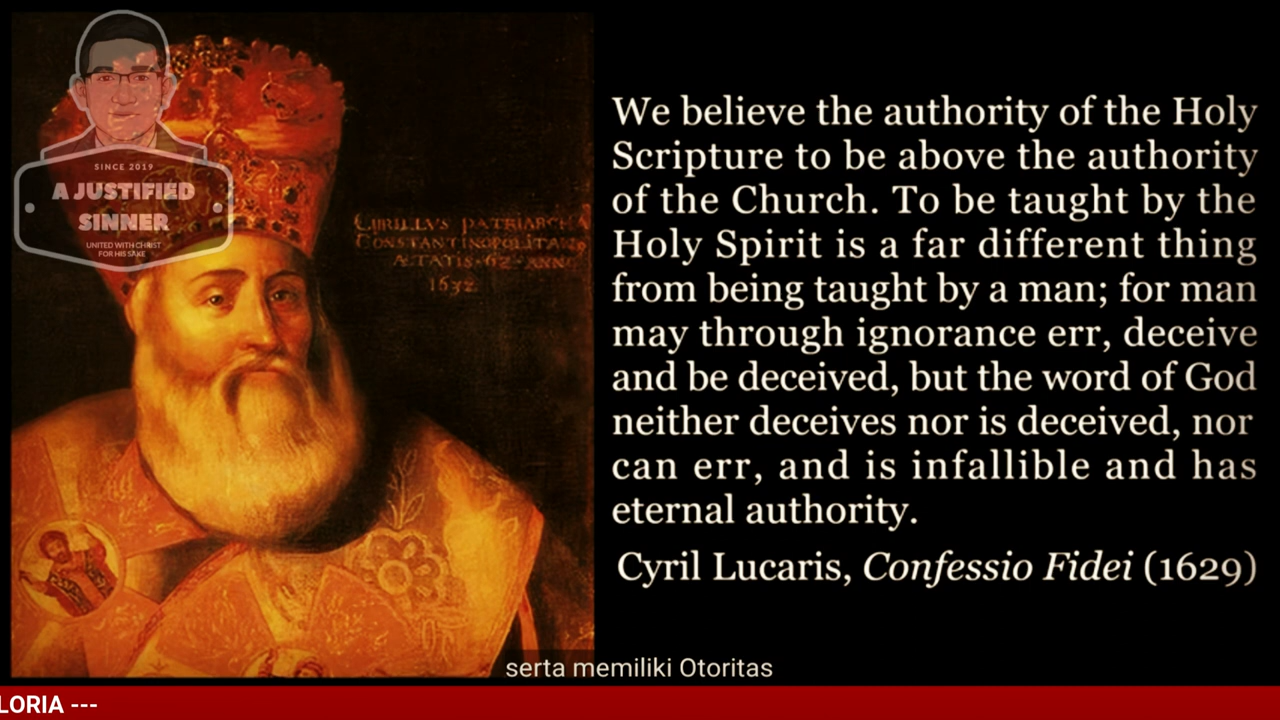 SINCE 2019
A JUSTIFIED
SINNER
UNITED WITH CHRIST
FOR HIS SAKE
CYRILLVS PATRIARCHA
CONSTANTINOPOLITAN
ÆTATIS·62·ANNO
1632
We believe the authority of the Holy
Scripture to be above the authority
of the Church. To be taught by the
Holy Spirit is a far different thing
from being taught by a man; for man
may through ignorance err, deceive
and be deceived, but the word of God
neither deceives nor is deceived, nor
can err, and is infallible and has
eternal authority.
Cyril Lucaris, Confessio Fidei (1629)
serta memiliki Otoritas
LORIA ---